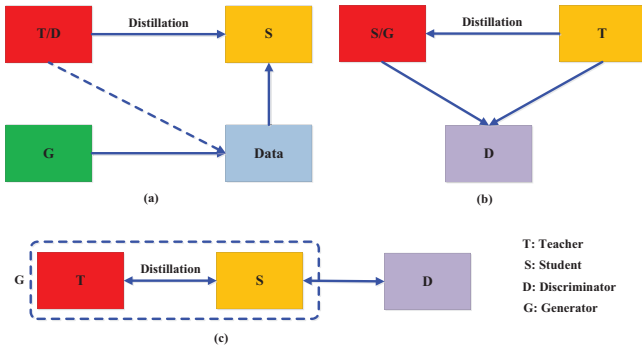 T/D
Distillation
S
G
Data
(a)
S/G
Distillation
T
D
(b)
G
T
Distillation
S
D
(c)
T: Teacher
S: Student
D: Discriminator
G: Generator